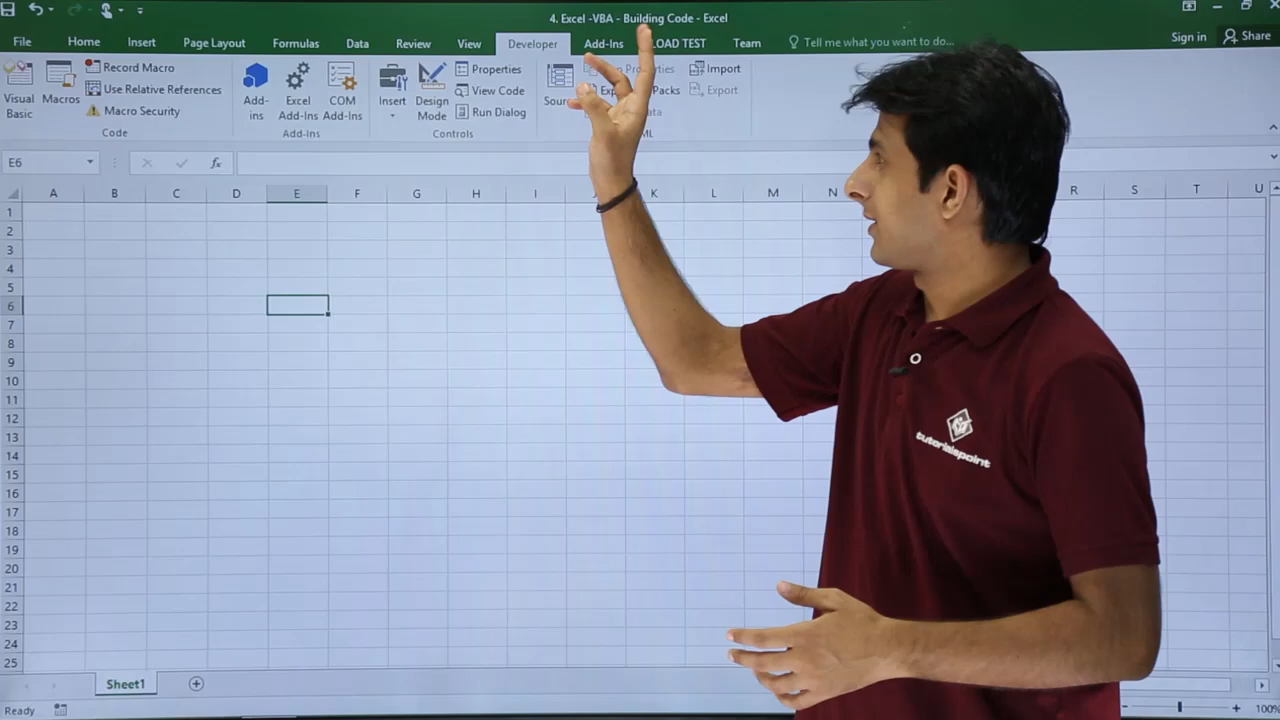 4. Excel -VBA - Building Code - Excel
File Home Insert Page Layout Formulas Data Review View Developer Add-Ins LOAD TEST Team Tell me what you want to do... Sign in Share
Visual Basic
Macros
Record Macro
Use Relative References
Macro Security
Code
Add-ins
Excel Add-Ins
COM Add-Ins
Add-Ins
Insert
Design Mode
Properties
View Code
Run Dialog
Controls
Properties
Packs
Import
Export
E6 fx
A B C D E F G H I K L M N R S T U
1
2
3
4
5
6
7
8
9
10
11
12
13
14
15
16
17
18
19
20
21
22
23
24
25
tutorialspoint
Sheet1
Ready
100%